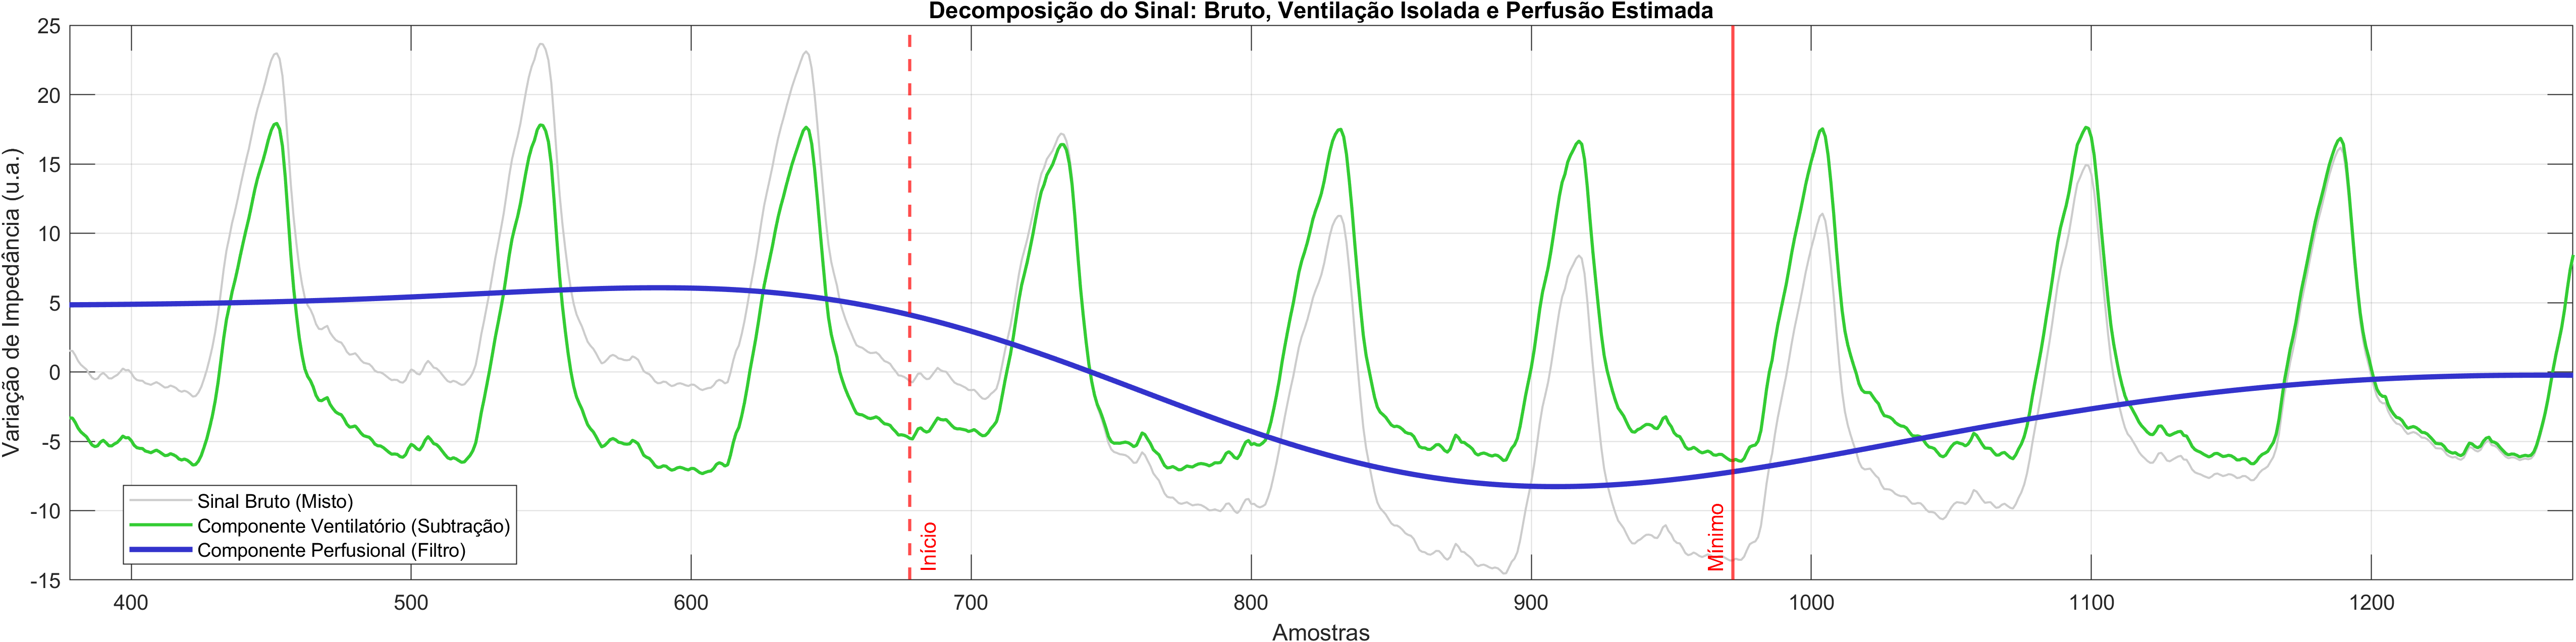 Decomposição do Sinal: Bruto, Ventilação Isolada e Perfusão Estimada
Variação de Impedância (u.a.)
25
20
15
10
5
0
-5
-10
-15
Sinal Bruto (Misto)
Componente Ventilatório (Subtração)
Componente Perfusional (Filtro)
Início
Mínimo
400 500 600 700 800 900 1000 1100 1200
Amostras